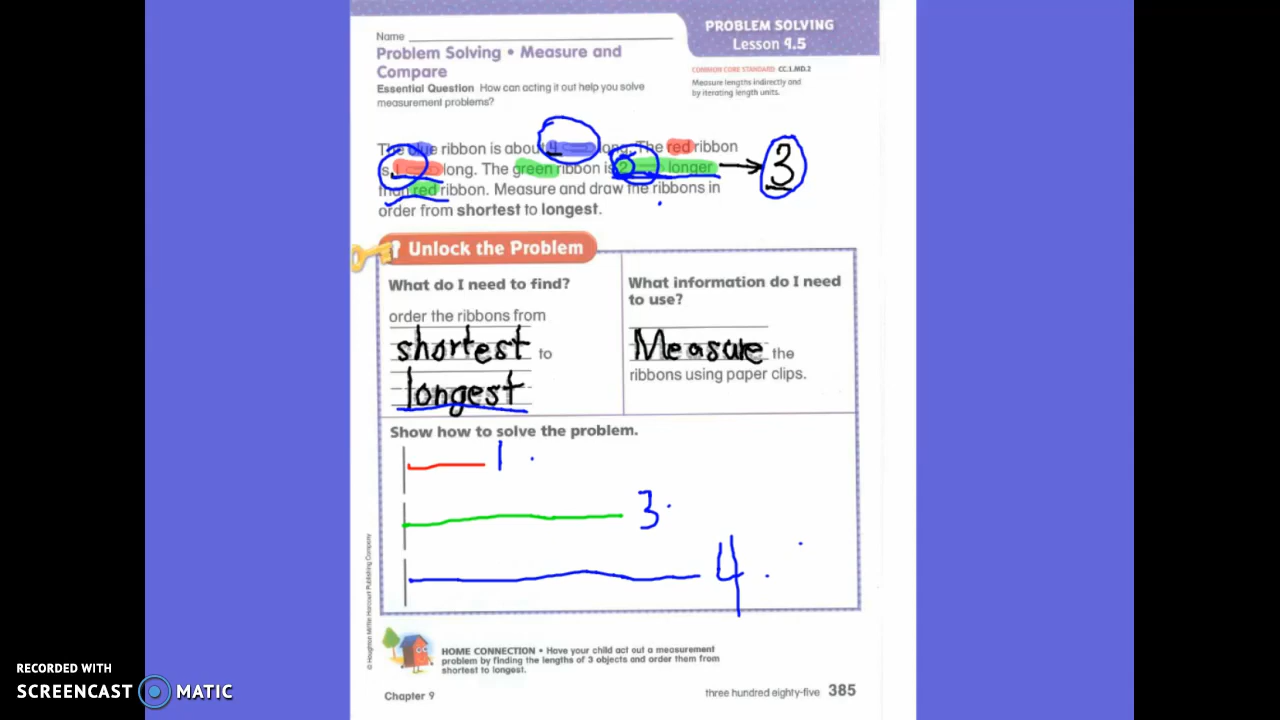 PROBLEM SOLVING
Lesson 9.5
COMMON CORE STANDARD CC.1.MD.2
Measure lengths indirectly and
by iterating length units.
Name
Problem Solving • Measure and
Compare
Essential Question How can acting it out help you solve
measurement problems?
The blue ribbon is about 4 long. The red ribbon
is 1 long. The green ribbon is 2 longer → 3
than red ribbon. Measure and draw the ribbons in
order from shortest to longest.
Unlock the Problem
What do I need to find?
order the ribbons from
shortest to
longest
What information do I need
to use?
Measure the
ribbons using paper clips.
Show how to solve the problem.
1
3
4
© Houghton Mifflin Harcourt Publishing Company
HOME CONNECTION • Have your child act out a measurement
problem by finding the lengths of 3 objects and order them from
shortest to longest.
Chapter 9
three hundred eighty-five 385
RECORDED WITH
SCREENCAST MATIC